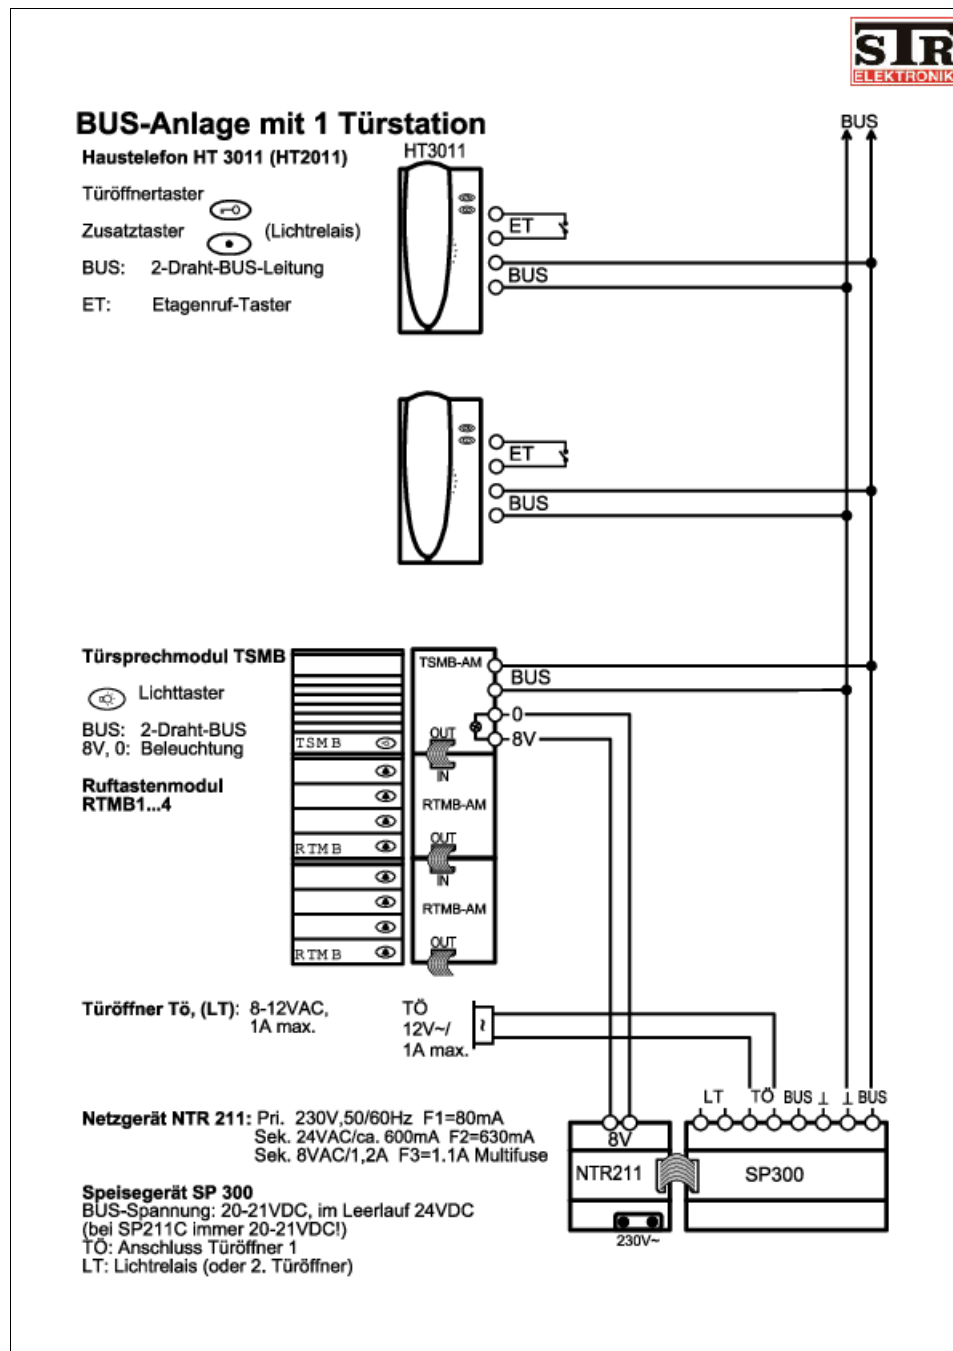 STR
ELEKTRONIK
BUS-Anlage mit 1 Türstation
BUS
Haustelefon HT 3011 (HT2011)
HT3011
Türöffnertaster
Zusatztaster (Lichtrelais)
BUS: 2-Draht-BUS-Leitung
ET: Etagenruf-Taster
ET
BUS
ET
BUS
Türsprechmodul TSMB
Lichttaster
BUS: 2-Draht-BUS
8V, 0: Beleuchtung
Ruftastenmodul
RTMB1...4
TSMB
RTMB
RTMB
TSMB-AM
BUS
0
8V
OUT
IN
RTMB-AM
OUT
IN
RTMB-AM
OUT
Türöffner Tö, (LT): 8-12VAC,
1A max.
TÖ
12V~/
1A max.
~
LT TÖ BUS ⊥ ⊥ BUS
Netzgerät NTR 211: Pri. 230V,50/60Hz F1=80mA
Sek. 24VAC/ca. 600mA F2=630mA
Sek. 8VAC/1,2A F3=1.1A Multifuse
8V
NTR211
SP300
230V~
Speisegerät SP 300
BUS-Spannung: 20-21VDC, im Leerlauf 24VDC
(bei SP211C immer 20-21VDC!)
TÖ: Anschluss Türöffner 1
LT: Lichtrelais (oder 2. Türöffner)